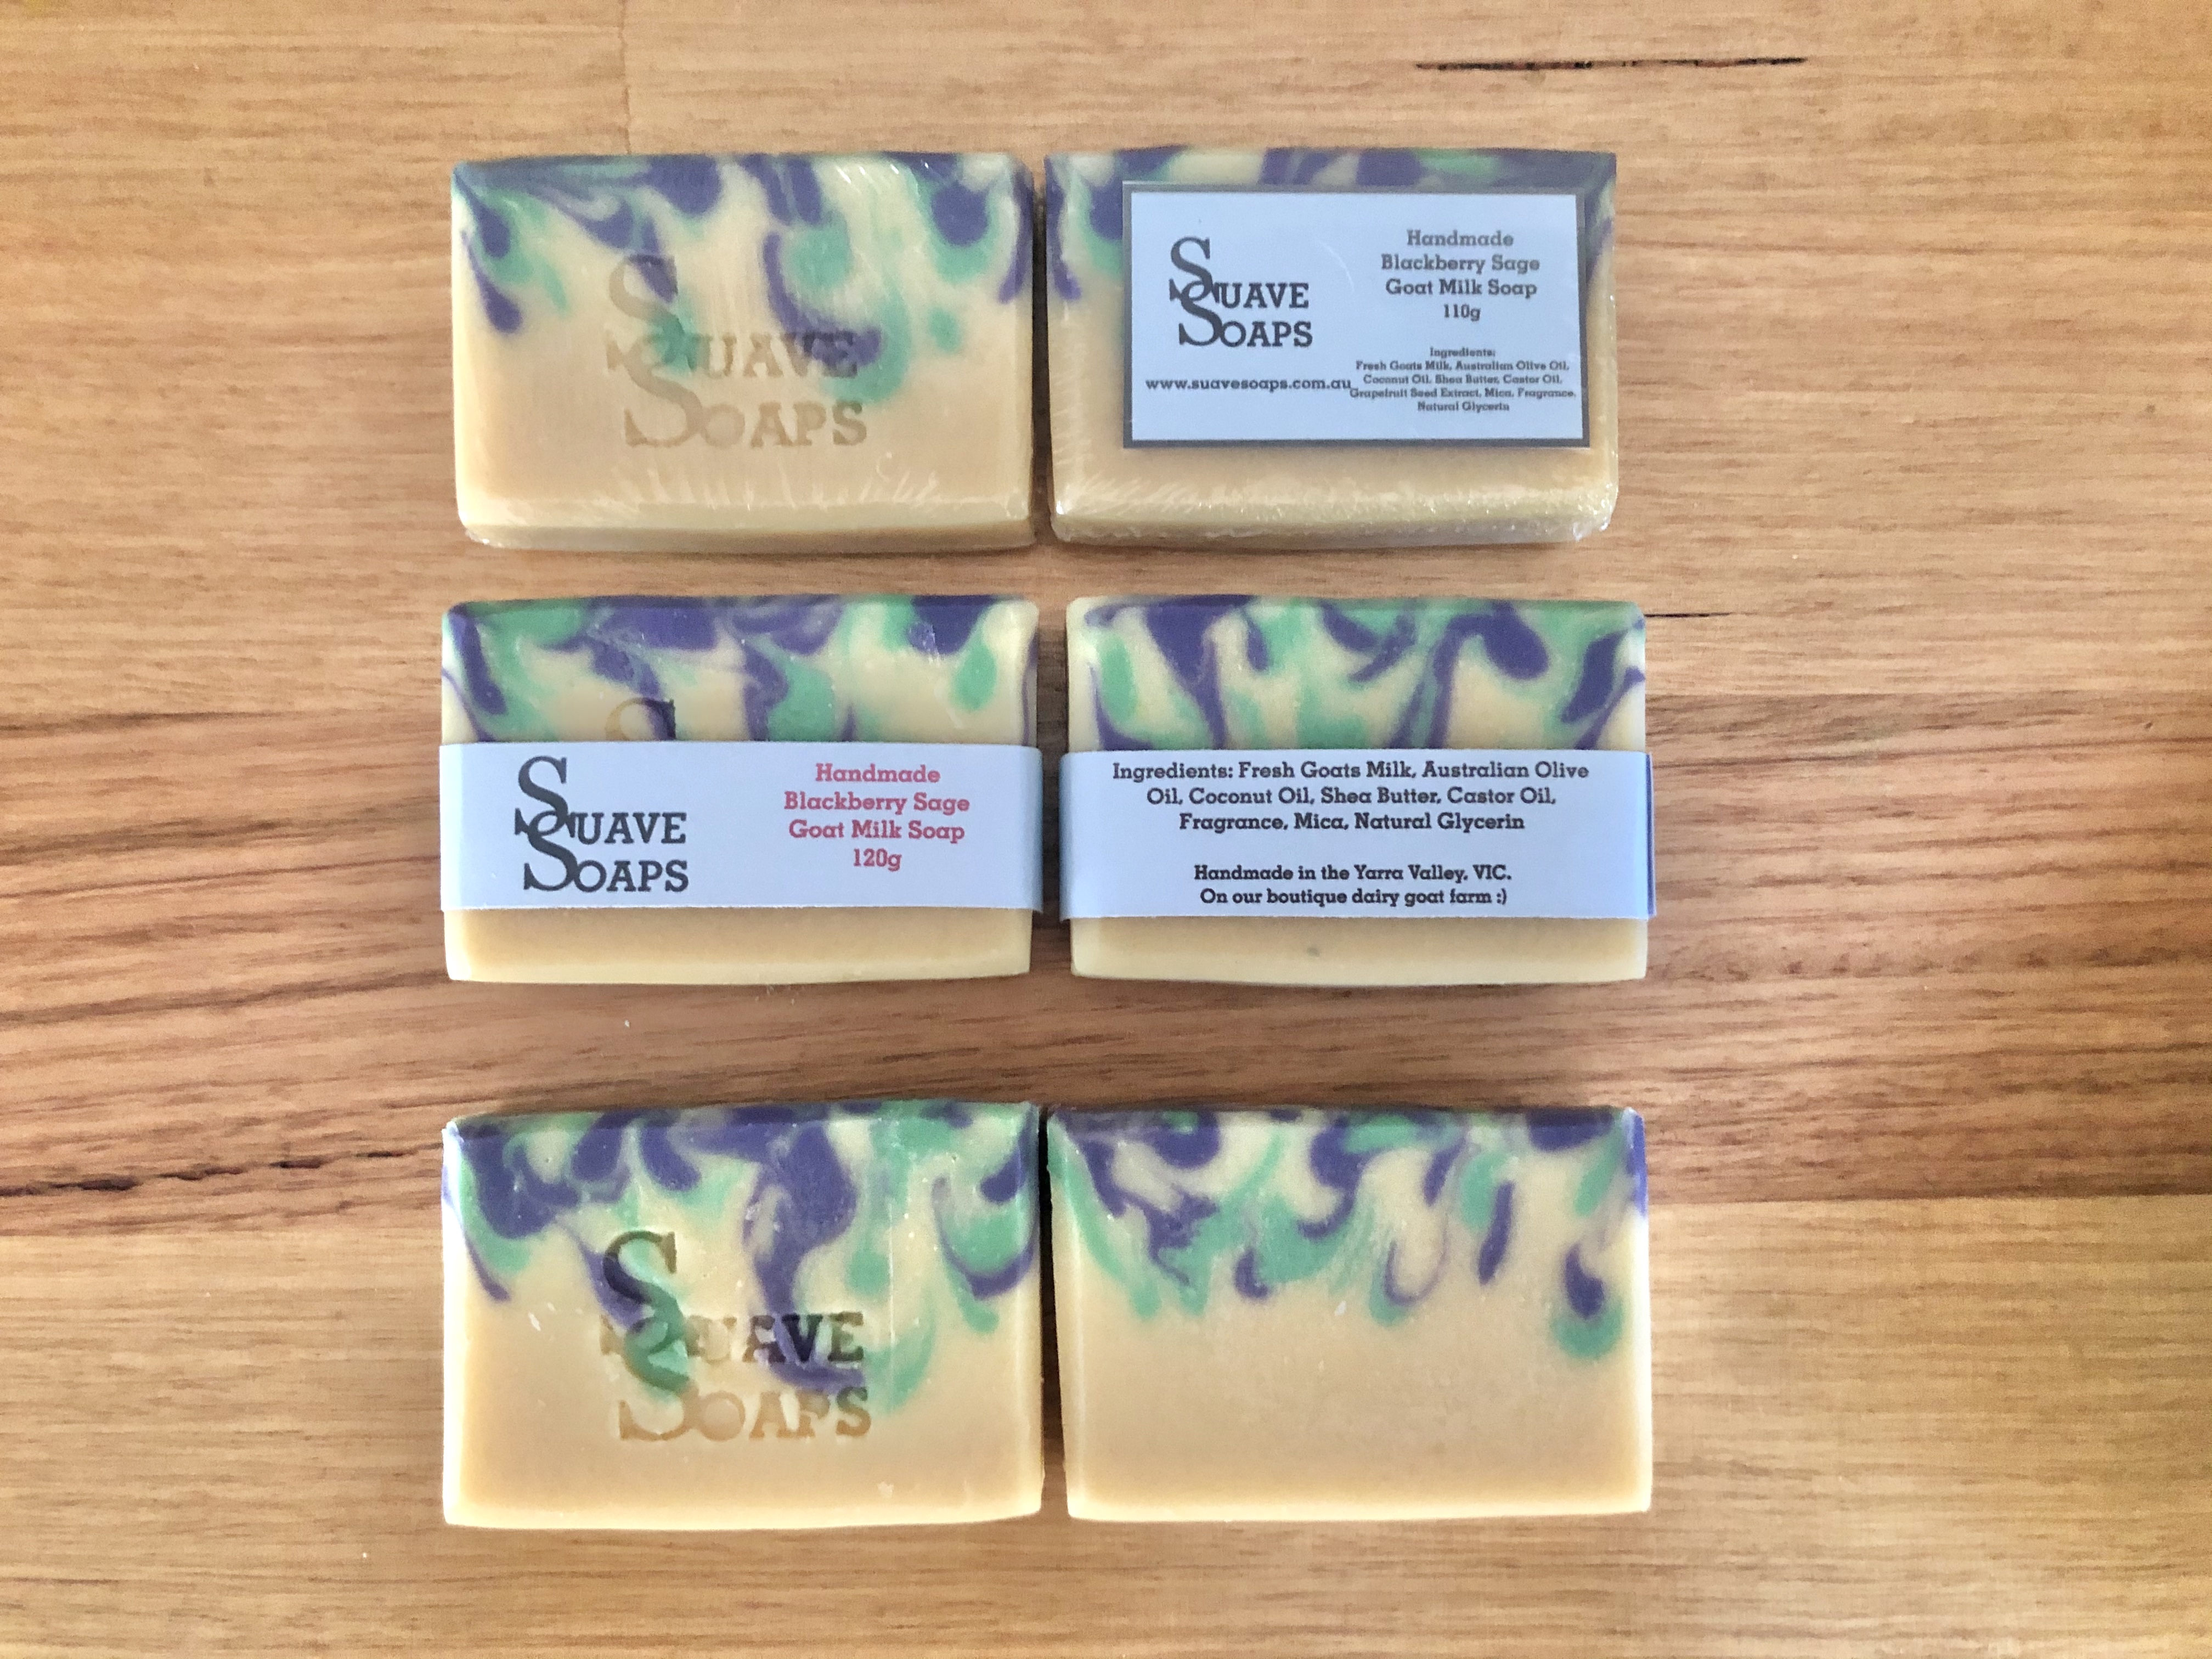 SUAVE
SOAPS
SUAVE
SOAPS
www.suavesoaps.com.au
Handmade
Blackberry Sage
Goat Milk Soap
110g
Ingredients:
Fresh Goats Milk, Australian Olive Oil,
Coconut Oil, Shea Butter, Castor Oil,
Grapefruit Seed Extract, Mica, Fragrance,
Natural Glycerin
SUAVE
SOAPS
Handmade
Blackberry Sage
Goat Milk Soap
120g
Ingredients: Fresh Goats Milk, Australian Olive
Oil, Coconut Oil, Shea Butter, Castor Oil,
Fragrance, Mica, Natural Glycerin
Handmade in the Yarra Valley, VIC.
On our boutique dairy goat farm :)
SUAVE
SOAPS